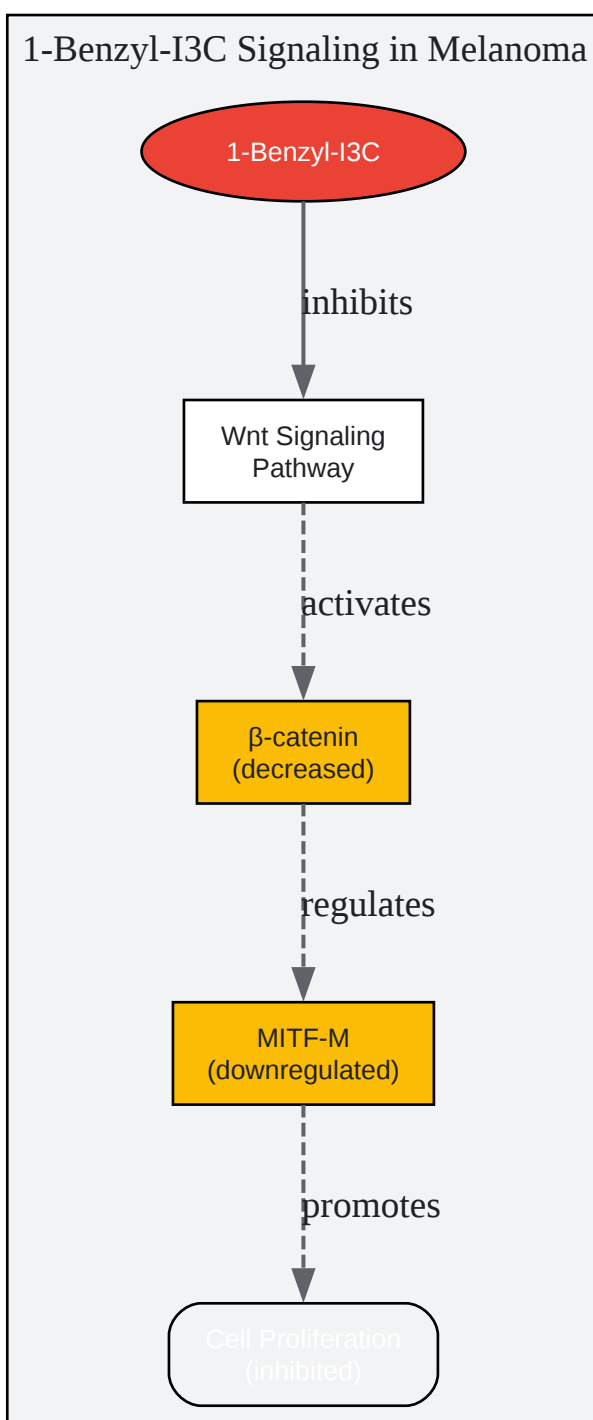 1-Benzyl-I3C Signaling in Melanoma
1-Benzyl-I3C
inhibits
Wnt Signaling
Pathway
activates
β-catenin
(decreased)
regulates
MITF-M
(downregulated)
promotes
Cell Proliferation
(inhibited)